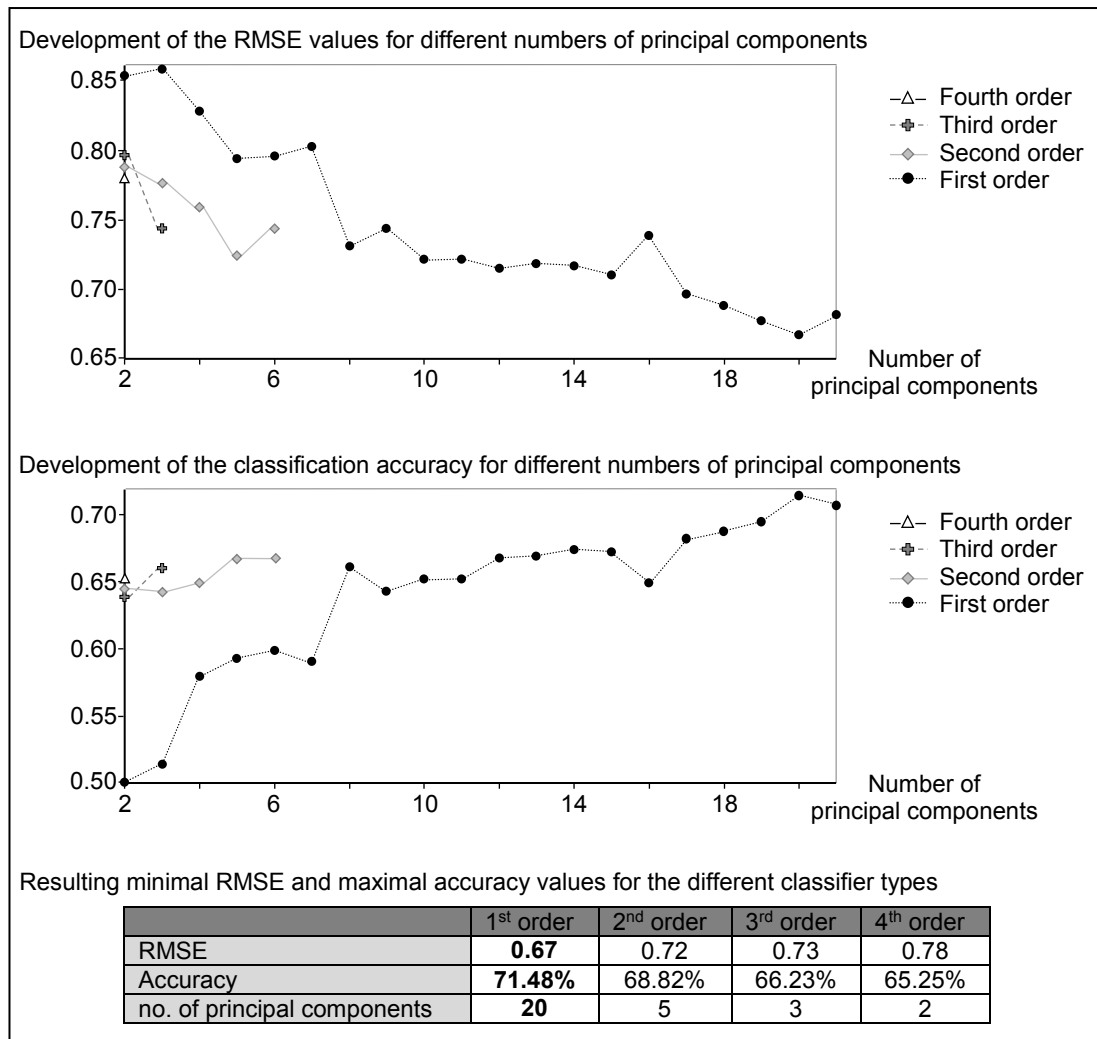 Development of the RMSE values for different numbers of principal components
0.85
0.80
0.75
0.70
0.65
2 6 10 14 18
Number of
principal components
Fourth order
Third order
Second order
First order
Development of the classification accuracy for different numbers of principal components
0.70
0.65
0.60
0.55
0.50
2 6 10 14 18
Number of
principal components
Fourth order
Third order
Second order
First order
Resulting minimal RMSE and maximal accuracy values for the different classifier types
1st order 2nd order 3rd order 4th order
RMSE 0.67 0.72 0.73 0.78
Accuracy 71.48% 68.82% 66.23% 65.25%
no. of principal components 20 5 3 2